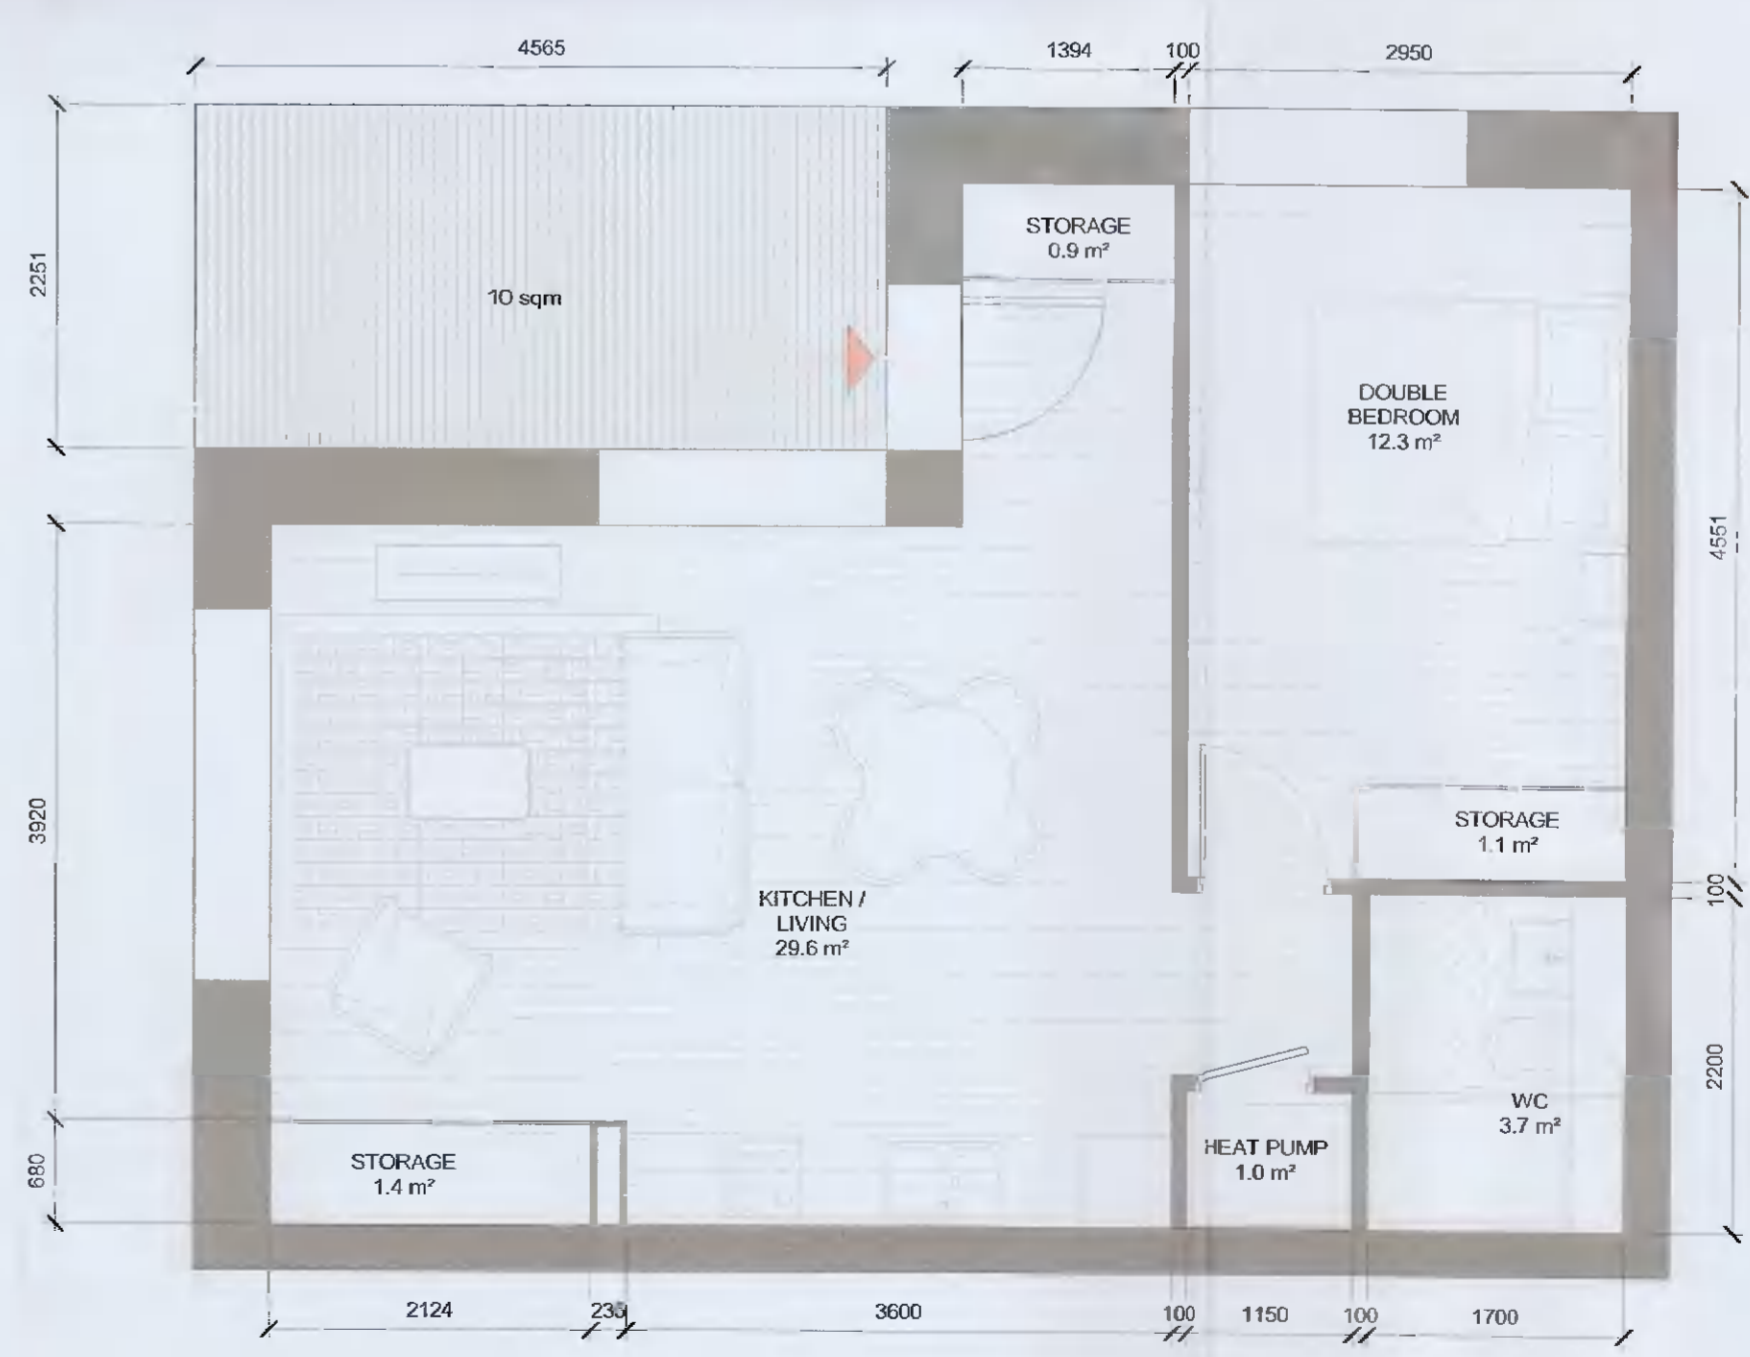 4565
1394
100
2950
2251
10 sqm
STORAGE
0.9 m²
DOUBLE
BEDROOM
12.3 m²
4551
3920
STORAGE
1.1 m²
100
KITCHEN /
LIVING
29.6 m²
2200
WC
3.7 m²
680
STORAGE
1.4 m²
HEAT PUMP
1.0 m²
2124
235
3600
100
1150
100
1700